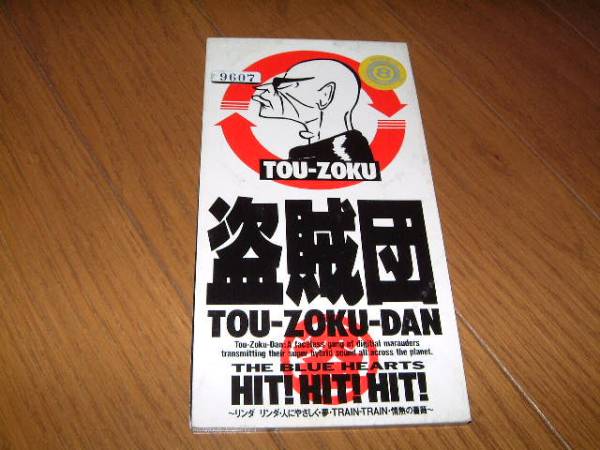 9607
8
TOU-ZOKU
盗賊団
TOU-ZOKU-DAN
Tou-Zoku-Dan: A faceless gang of digital marauders
transmitting their super hybrid sound all across the planet.
THE BLUE HEARTS
HIT! HIT! HIT!
〜リンダ リンダ・人にやさしく・夢・TRAIN-TRAIN・情熱の薔薇〜